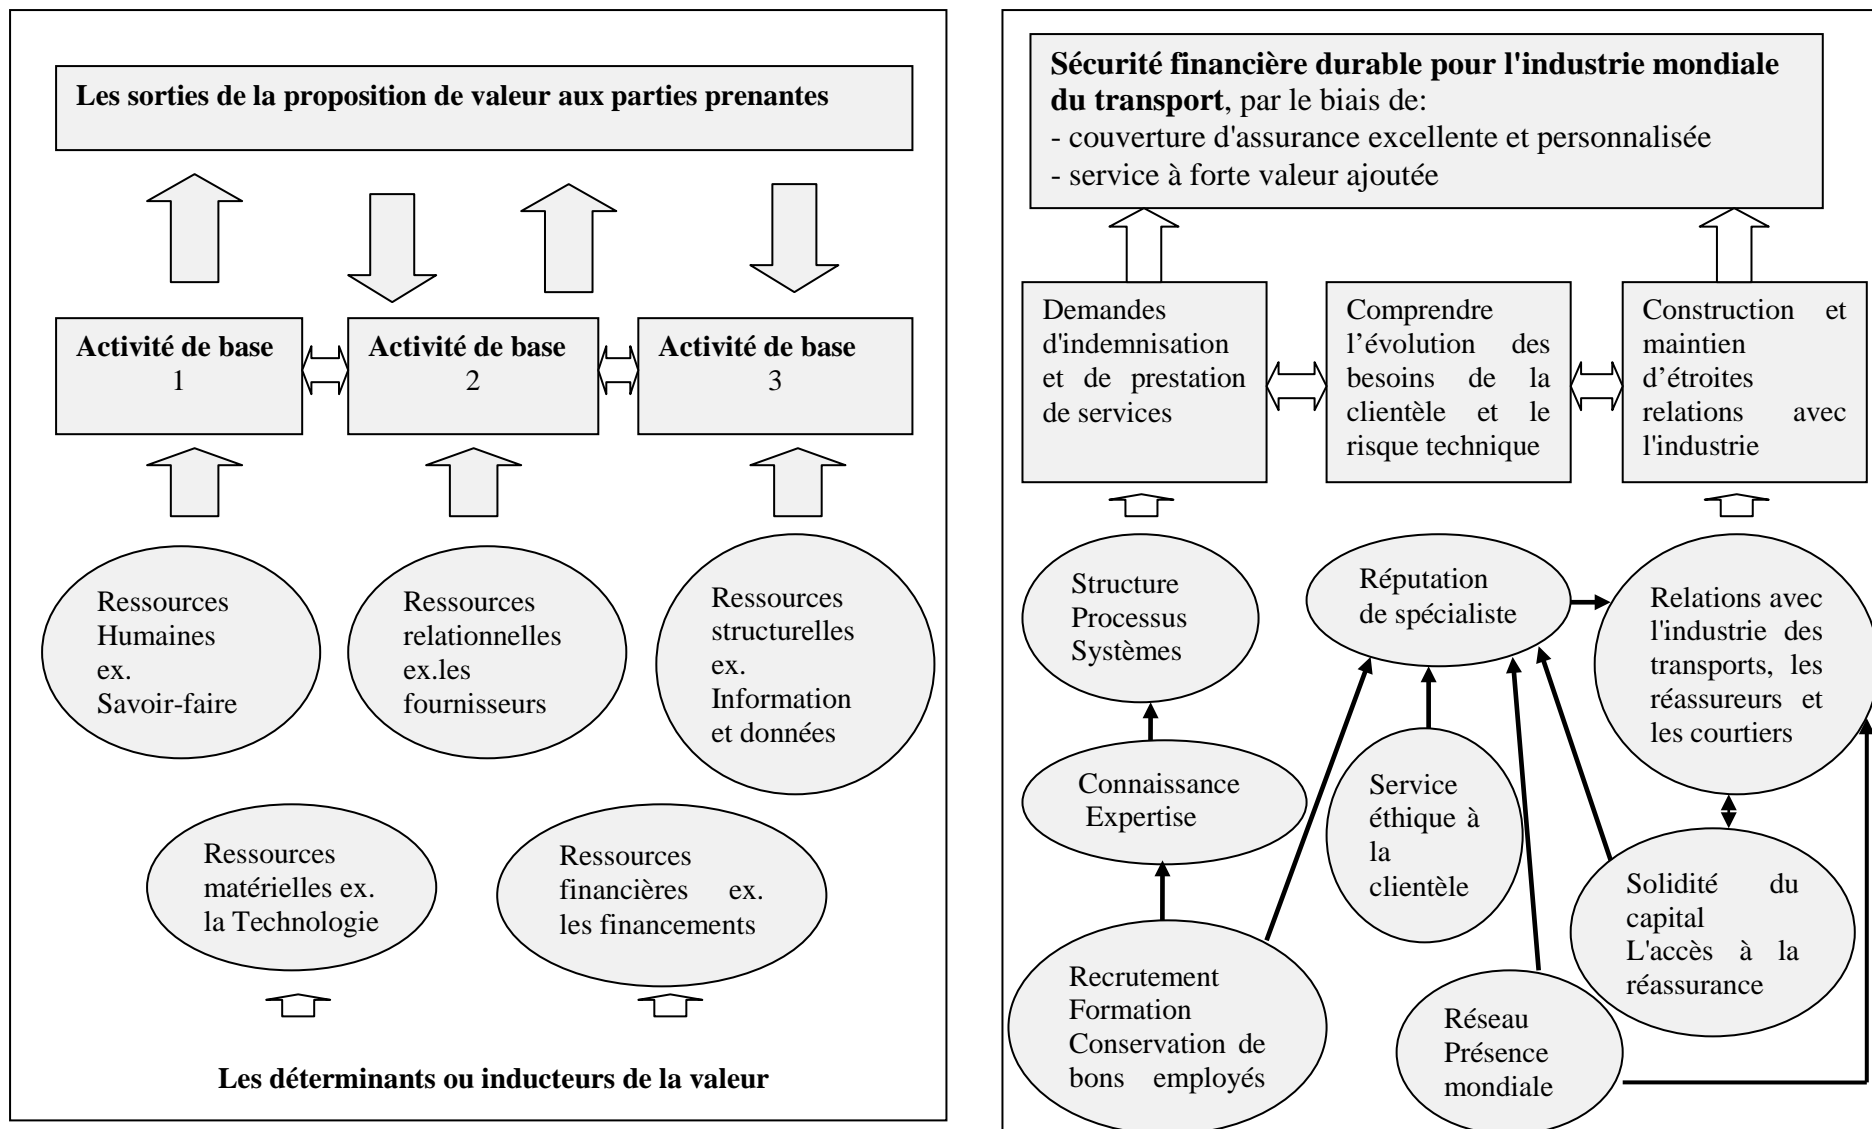 Les sorties de la proposition de valeur aux parties prenantes
Activité de base
1
Activité de base
2
Activité de base
3
Ressources
Humaines
ex.
Savoir-faire
Ressources
relationnelles
ex.les
fournisseurs
Ressources
structurelles
ex.
Information
et données
Ressources
matérielles ex.
la Technologie
Ressources
financières ex.
les financements
Les déterminants ou inducteurs de la valeur
Sécurité financière durable pour l'industrie mondiale
du transport, par le biais de:
- couverture d'assurance excellente et personnalisée
- service à forte valeur ajoutée
Demandes
d'indemnisation
et de prestation
de services
Comprendre
l’évolution des
besoins de la
clientèle et le
risque technique
Construction et
maintien
d’étroites
relations avec
l'industrie
Structure
Processus
Systèmes
Réputation
de spécialiste
Relations avec
l'industrie des
transports, les
réassureurs et
les courtiers
Connaissance
Expertise
Service
éthique à
la
clientèle
Solidité du
capital
L'accès à la
réassurance
Recrutement
Formation
Conservation de
bons employés
Réseau
Présence
mondiale